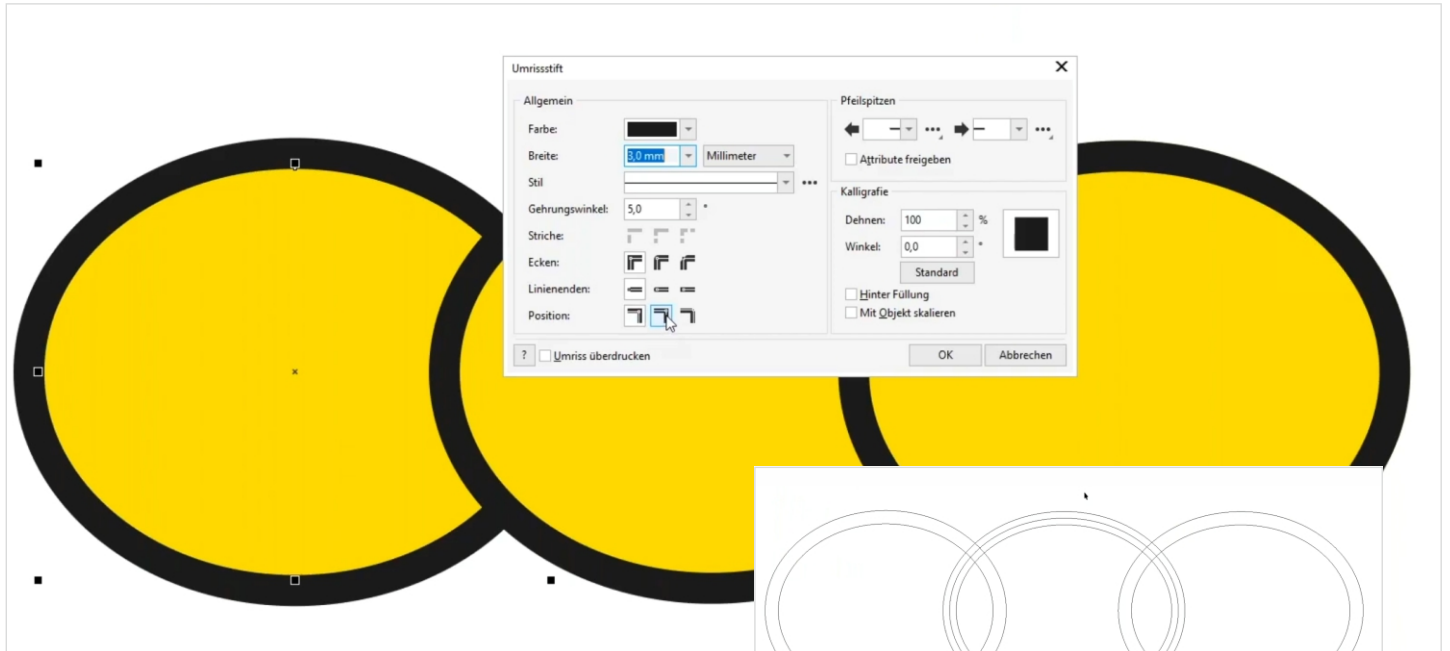 Umrissstift
Allgemein
Farbe:
Breite: 3,0 mm Millimeter
Stil
Gehrungswinkel: 5,0 °
Striche:
Ecken:
Linienenden:
Position:
Pfeilspitzen
Attribute freigeben
Kalligrafie
Dehnen: 100 %
Winkel: 0,0 °
Standard
Hinter Füllung
Mit Objekt skalieren
? Umriss überdrucken
OK Abbrechen